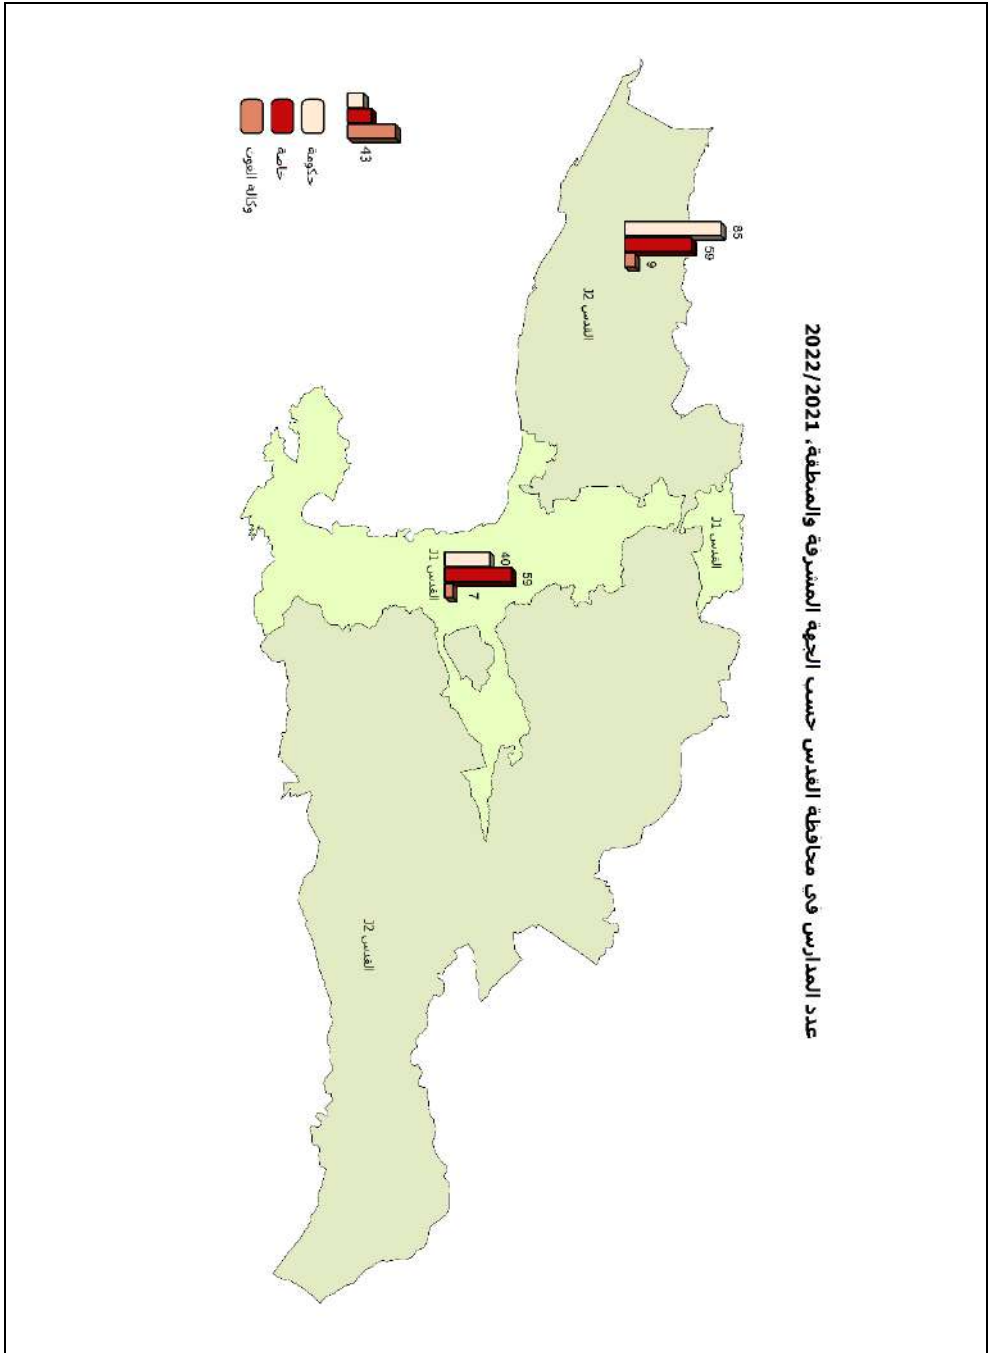 عدد المدارس في محافظة القدس حسب الجهة المشرفة والمنطقة، 2022/2021
85
59
9
القدس J2
القدس J1
40
59
7
القدس J1
القدس J2
43
حكومة
خاصة
وكالة الغوث